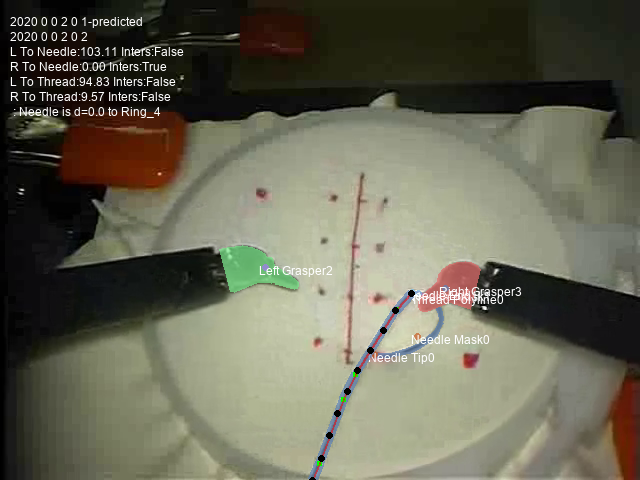 2020 0 0 2 0 1-predicted
2020 0 0 2 0 2
L To Needle:103.11 Inters:False
R To Needle:0.00 Inters:True
L To Thread:94.83 Inters:False
R To Thread:9.57 Inters:False
: Needle is d=0.0 to Ring_4
Left Grasper2
Right Grasper3
Thread Polyline0
Needle Mask0
Needle Tip0